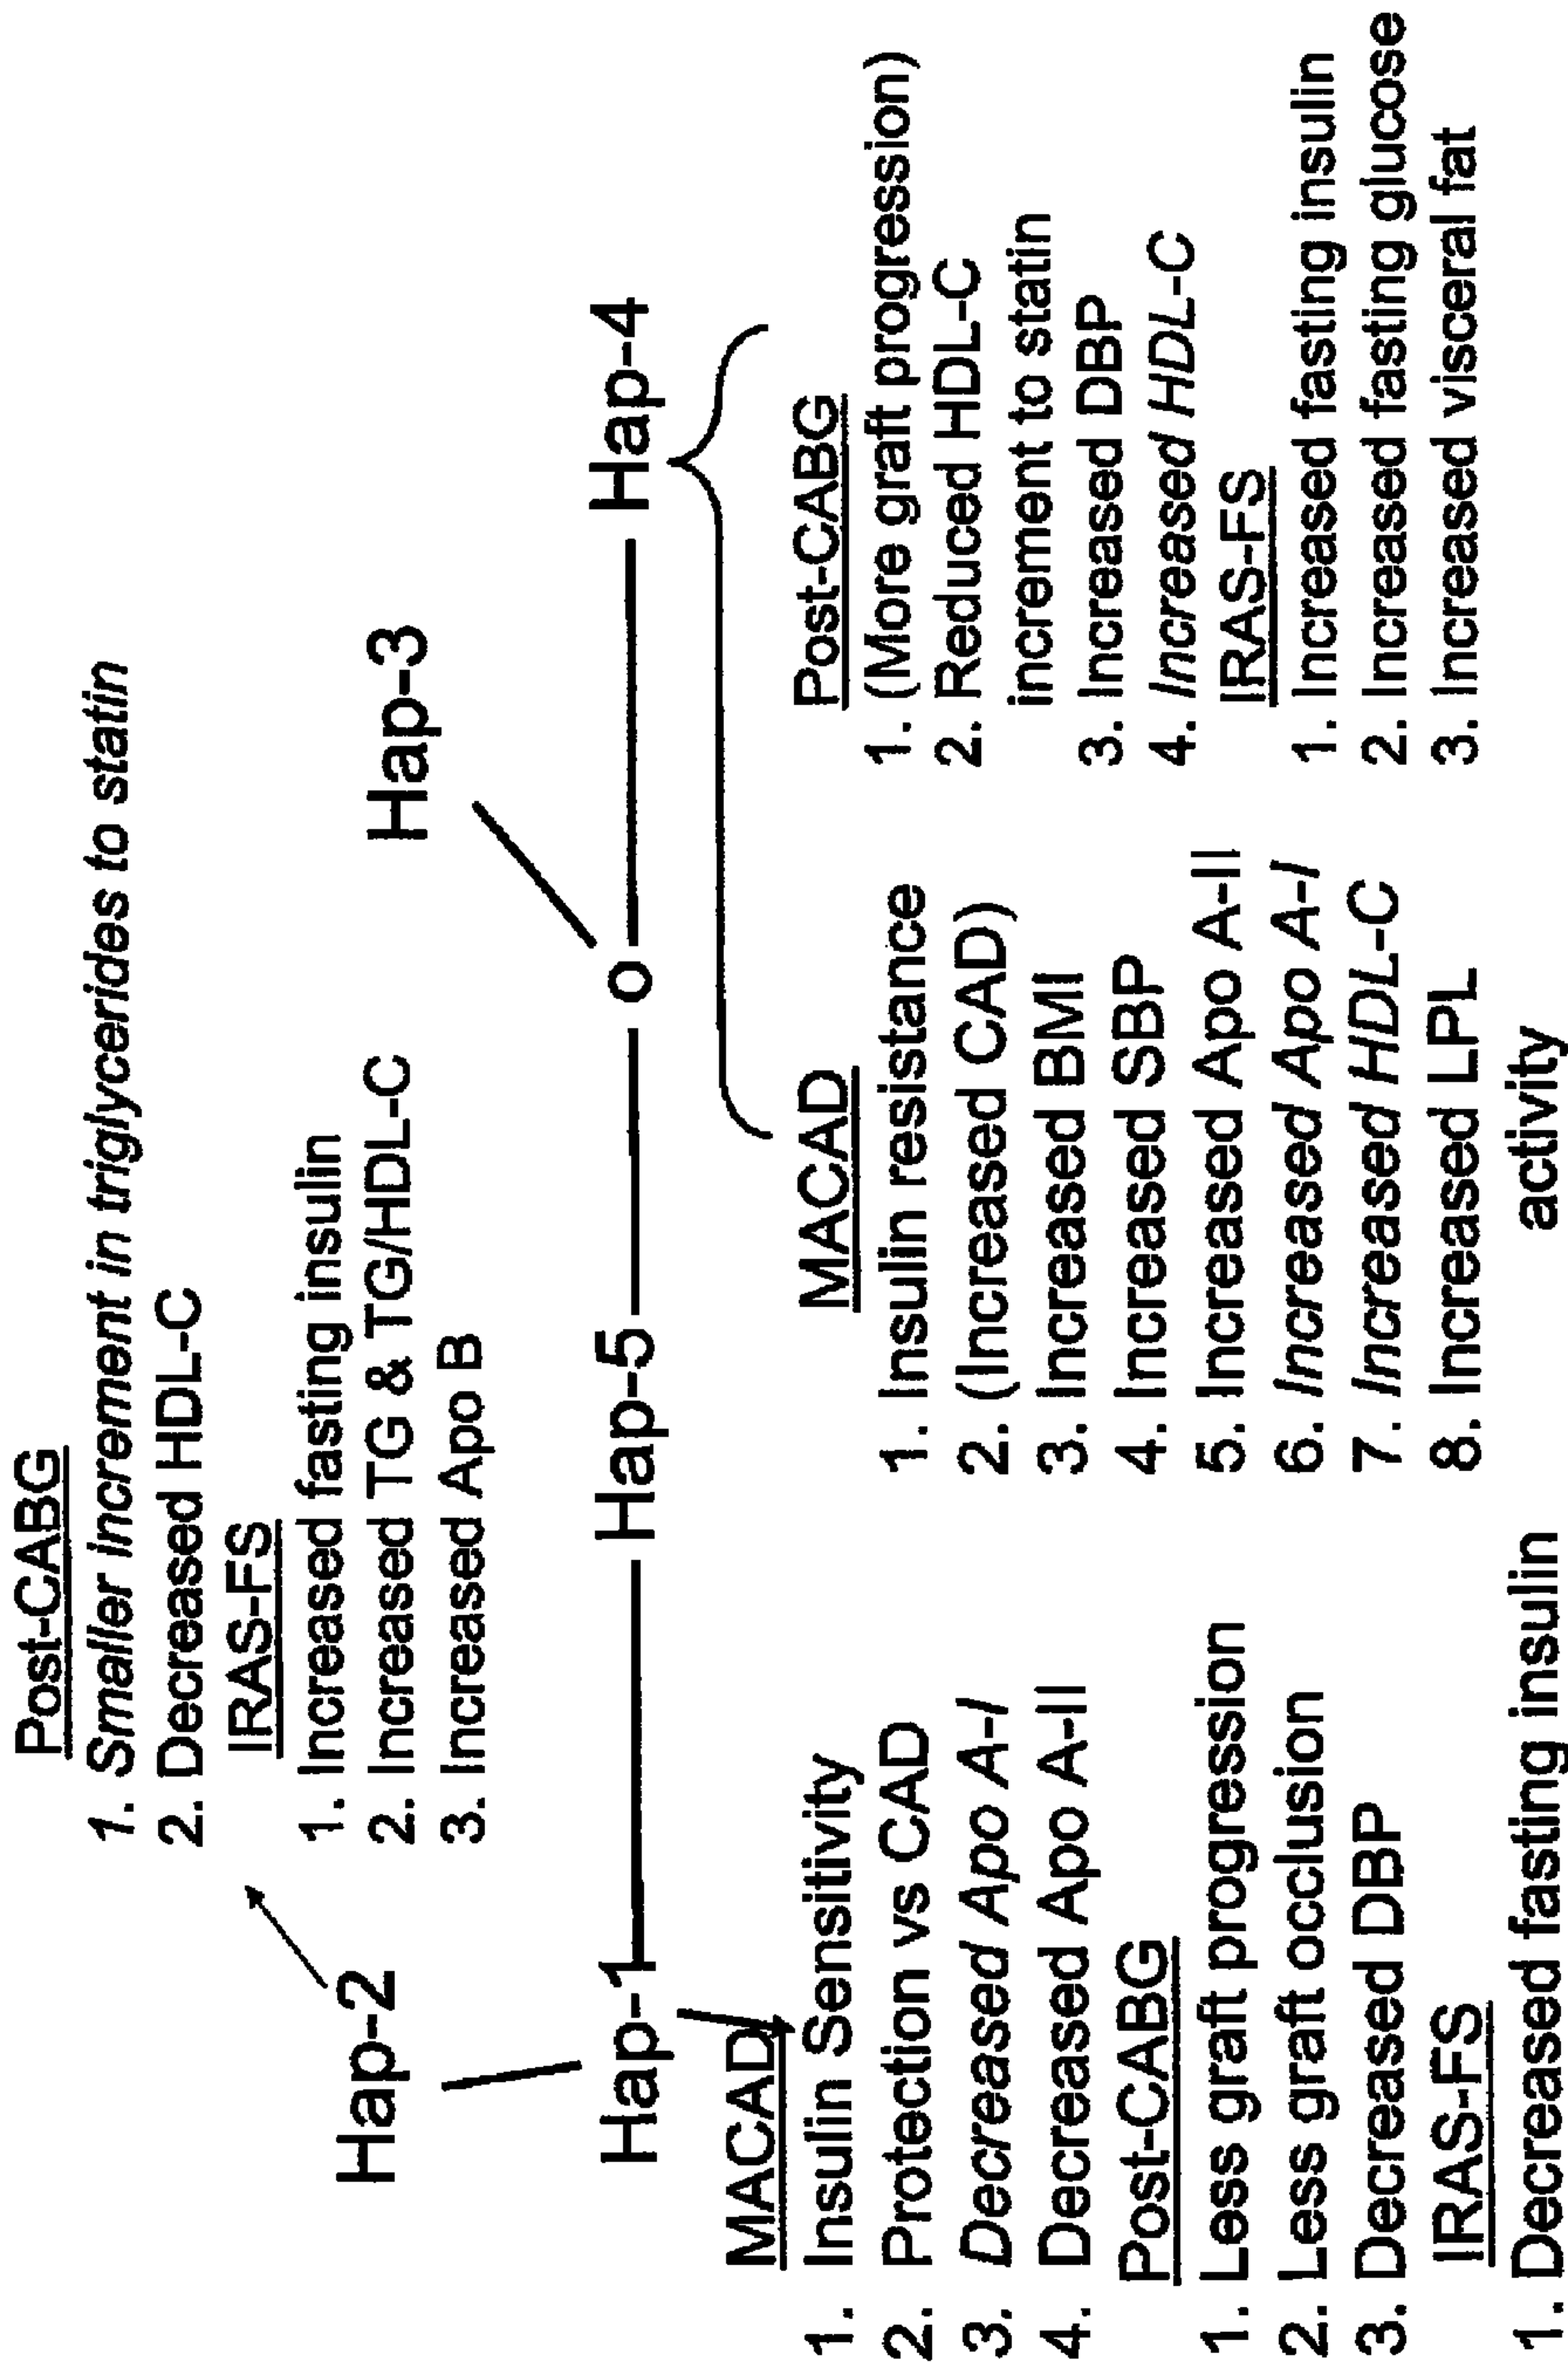 Post-CABG
1. Smaller increment in triglycerides to statin
2. Decreased HDL-C
IRAS-FS
1. Increased fasting insulin
2. Increased TG & TG/HDL-C
3. Increased Apo B
Hap-2
Hap-3
Hap-1
Hap-5
o
Hap-4
MACAD
1. Insulin Sensitivity
2. Protection vs CAD
3. Decreased Apo A-I
4. Decreased Apo A-II
Post-CABG
1. Less graft progression
2. Less graft occlusion
3. Decreased DBP
IRAS-FS
1. Decreased fasting insulin
MACAD
1. Insulin resistance
2. (Increased CAD)
3. Increased BMI
4. Increased SBP
5. Increased Apo A-II
6. Increased Apo A-I
7. Increased HDL-C
8. Increased LPL
activity
Post-CABG
1. (More graft progression)
2. Reduced HDL-C
increment to statin
3. Increased DBP
4. Increased HDL-C
IRAS-FS
1. Increased fasting insulin
2. Increased fasting glucose
3. Increased visceral fat